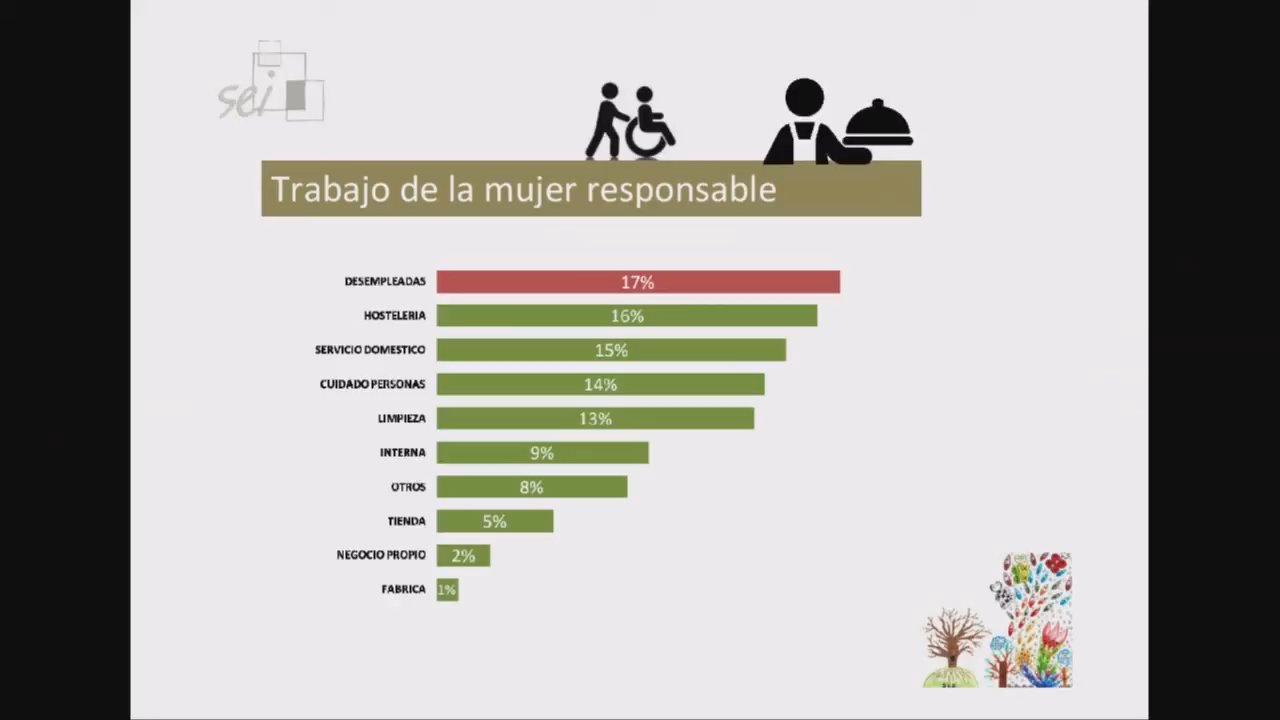 sei
Trabajo de la mujer responsable
DESEMPLEADAS 17%
HOSTELERIA 16%
SERVICIO DOMESTICO 15%
CUIDADO PERSONAS 14%
LIMPIEZA 13%
INTERNA 9%
OTROS 8%
TIENDA 5%
NEGOCIO PROPIO 2%
FABRICA 1%